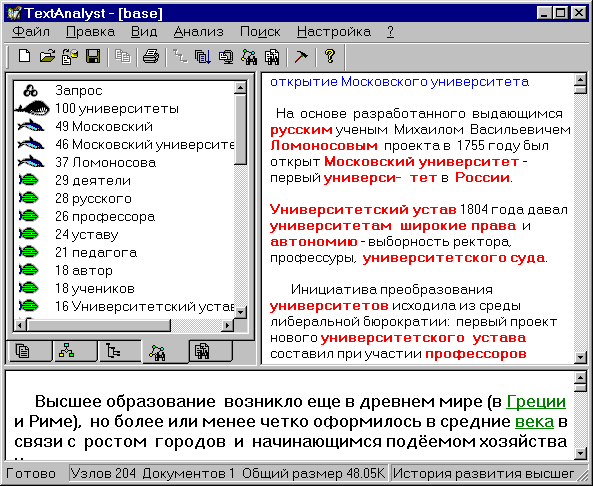 TextAnalyst - [base]
Файл Правка Вид Анализ Поиск Настройка ?
Запрос
100 университеты
49 Московский
46 Московский университе
37 Ломоносова
29 деятели
28 русского
26 профессора
24 уставу
21 педагога
18 автор
18 учеников
16 Университетский устав
открытие Московского университета
На основе разработанного выдающимся
русским ученым Михаилом Васильевичем
Ломоносовым проекта в 1755 году был
открыт Московский университет -
первый универси- тет в России.
Университетский устав 1804 года давал
университетам широкие права и
автономию - выборность ректора,
профессуры, университетского суда.
Инициатива преобразования
университетов исходила из среды
либеральной бюрократии: первый проект
нового университетского устава
составил при участии профессоров
Высшее образование возникло еще в древнем мире (в Греции
и Риме), но более или менее четко оформилось в средние века в
связи с ростом городов и начинающимся подёемом хозяйства
Готово Узлов 204 Документов 1 Общий размер 48.05К История развития высшег